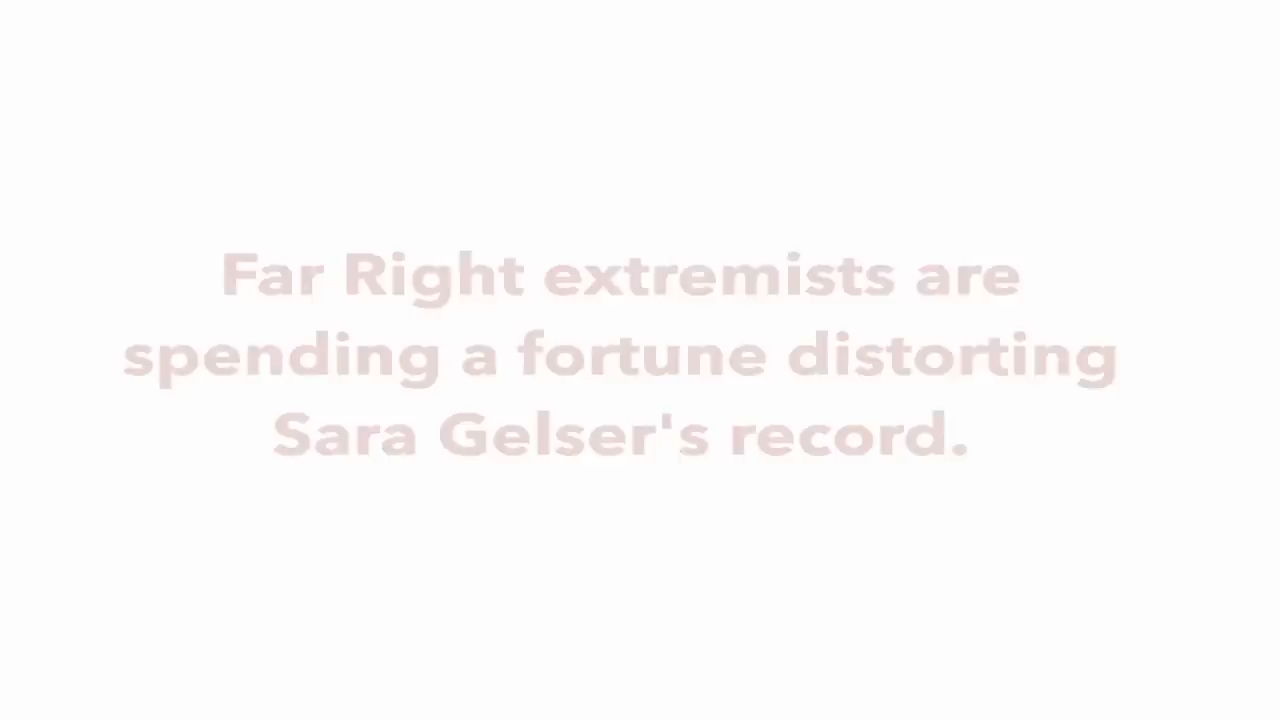 Far Right extremists are
spending a fortune distorting
Sara Gelser's record.